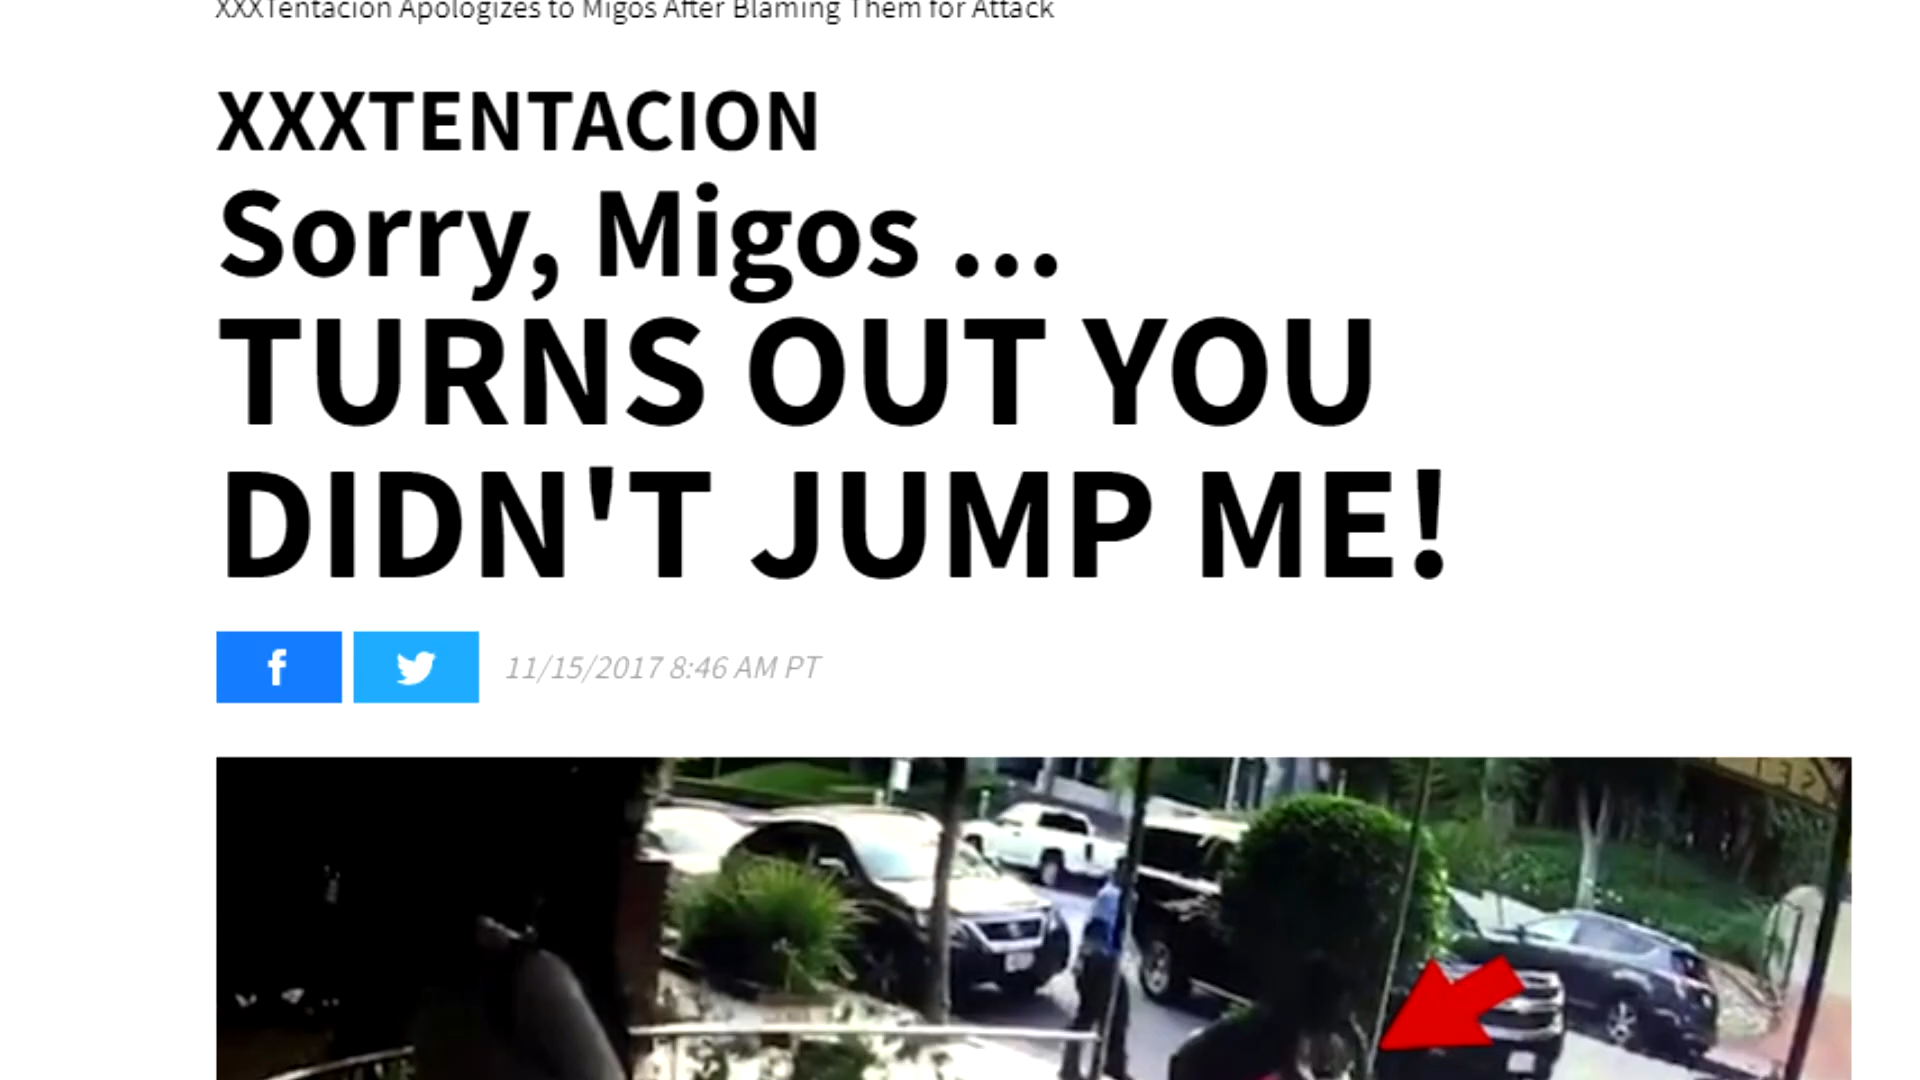 XXXTentacion Apologizes to Migos After Blaming Them for Attack
XXXTENTACION
Sorry, Migos ...
TURNS OUT YOU
DIDN'T JUMP ME!
11/15/2017 8:46 AM PT